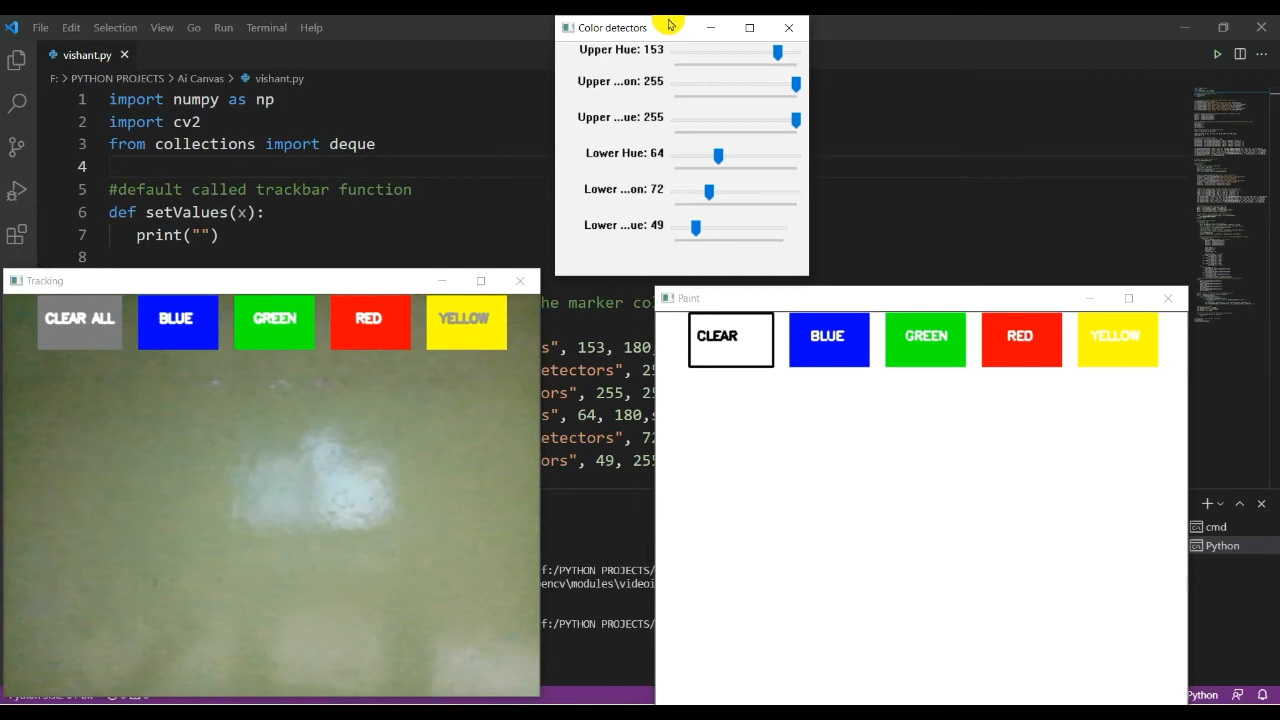 File Edit Selection View Go Run Terminal Help
Color detectors
vishant.py
F: > PYTHON PROJECTS > Ai Canvas > vishant.py
1 import numpy as np
2 import cv2
3 from collections import deque
4
5 #default called trackbar function
6 def setValues(x):
7 print("")
8
Upper Hue: 153
Upper ...on: 255
Upper ...ue: 255
Lower Hue: 64
Lower ...on: 72
Lower ...ue: 49
Tracking
CLEAR ALL BLUE GREEN RED YELLOW
he marker col
s", 153, 180,
etectors", 25
ors", 255, 25
s", 64, 180,s
etectors", 72
ors", 49, 255
Paint
CLEAR BLUE GREEN RED YELLOW
cmd
Python
f:/PYTHON PROJECTS/
encv\modules\videoi
f:/PYTHON PROJECTS/
Python